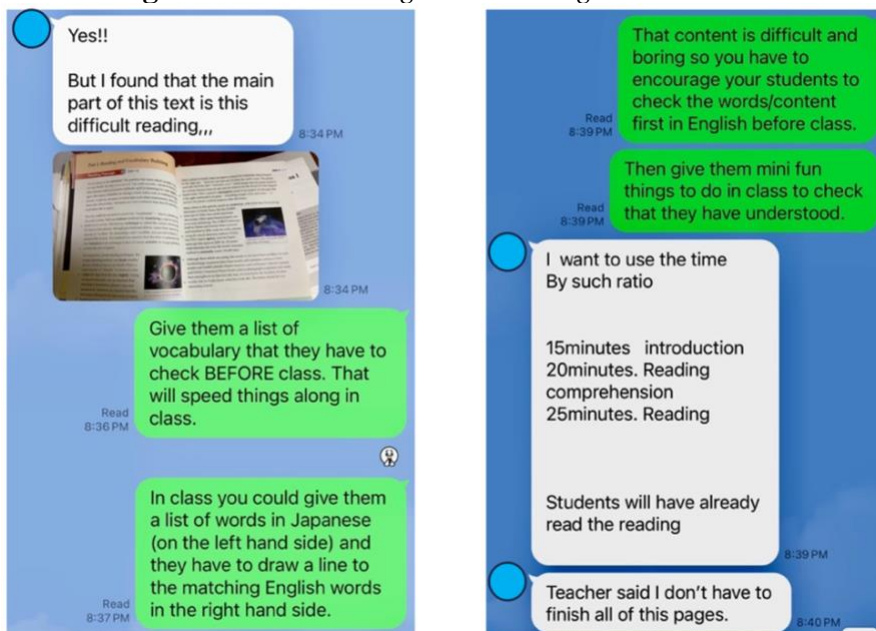 Yes!!
But I found that the main
part of this text is this
difficult reading,,,
8:34 PM
8:34 PM
Give them a list of
vocabulary that they have to
check BEFORE class. That
will speed things along in
class.
Read
8:36 PM
In class you could give them
a list of words in Japanese
(on the left hand side) and
they have to draw a line to
the matching English words
in the right hand side.
Read
8:37 PM
That content is difficult and
boring so you have to
encourage your students to
check the words/content
first in English before class.
Read
8:39 PM
Then give them mini fun
things to do in class to check
that they have understood.
Read
8:39 PM
I want to use the time
By such ratio
15minutes introduction
20minutes. Reading
comprehension
25minutes. Reading
Students will have already
read the reading
8:39 PM
Teacher said I don't have to
finish all of this pages.
8:40 PM